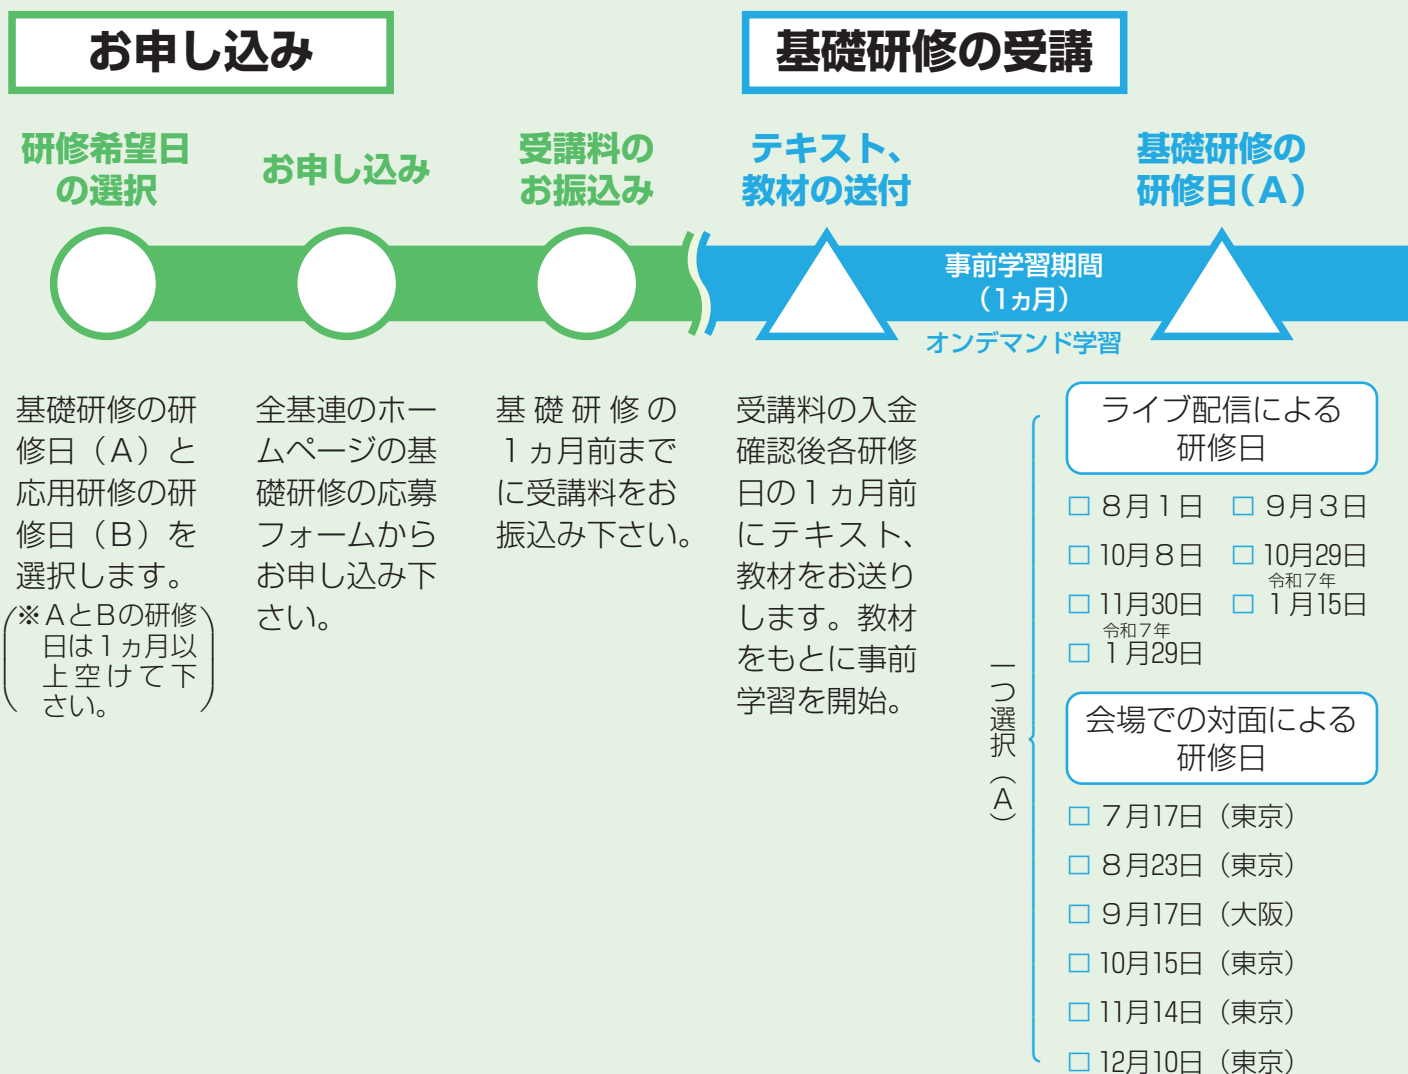 お申し込み
基礎研修の受講
研修希望日
の選択
お申し込み
受講料の
お振込み
テキスト、
教材の送付
基礎研修の
研修日(A)
事前学習期間
(1ヵ月)
オンデマンド学習
基礎研修の研
修日(A)と
応用研修の研
修日(B)を
選択します。
※AとBの研修
日は1ヵ月以
上空けて下
さい。
全基連のホー
ムページの基
礎研修の応募
フォームから
お申し込み下
さい。
基礎研修の
1ヵ月前まで
に受講料をお
振込み下さい。
受講料の入金
確認後各研修
日の1ヵ月前
にテキスト、
教材をお送り
します。教材
をもとに事前
学習を開始。
一つ選択(A)
ライブ配信による
研修日
□ 8月1日 □ 9月3日
□ 10月8日 □ 10月29日
令和7年
□ 11月30日 □ 1月15日
令和7年
□ 1月29日
会場での対面による
研修日
□ 7月17日(東京)
□ 8月23日(東京)
□ 9月17日(大阪)
□ 10月15日(東京)
□ 11月14日(東京)
□ 12月10日(東京)